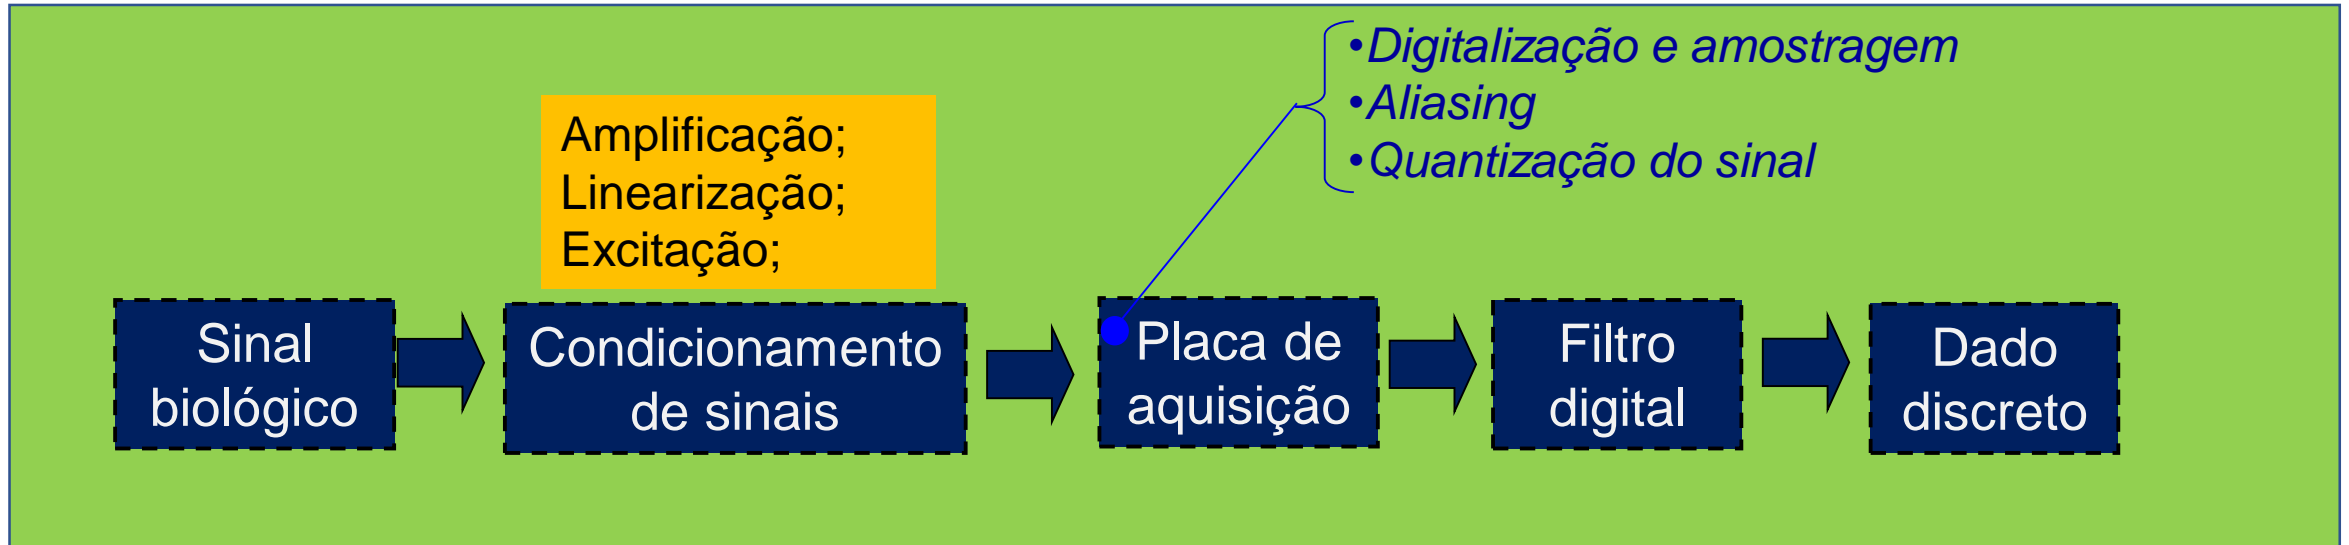 •Digitalização e amostragem
•Aliasing
•Quantização do sinal
Amplificação;
Linearização;
Excitação;
Sinal
biológico
Condicionamento
de sinais
Placa de
aquisição
Filtro
digital
Dado
discreto